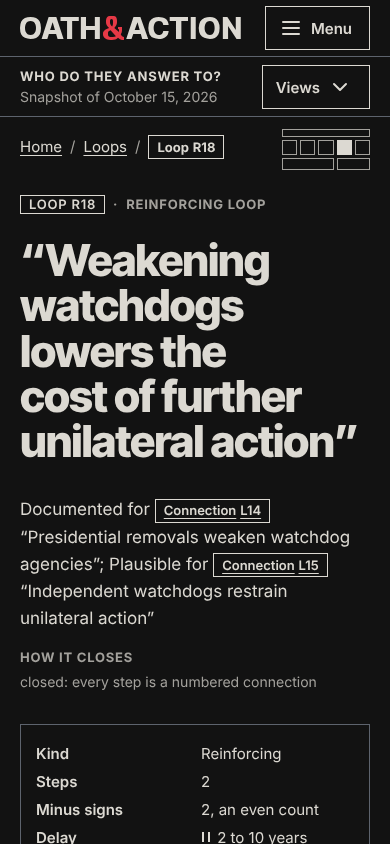 OATH&ACTION
Menu
WHO DO THEY ANSWER TO?
Snapshot of October 15, 2026
Views
Home / Loops / Loop R18
LOOP R18 · REINFORCING LOOP
“Weakening
watchdogs
lowers the
cost of further
unilateral action”
Documented for Connection L14
“Presidential removals weaken watchdog
agencies”; Plausible for Connection L15
“Independent watchdogs restrain
unilateral action”
HOW IT CLOSES
closed: every step is a numbered connection
Kind Reinforcing
Steps 2
Minus signs 2, an even count
Delay 2 to 10 years